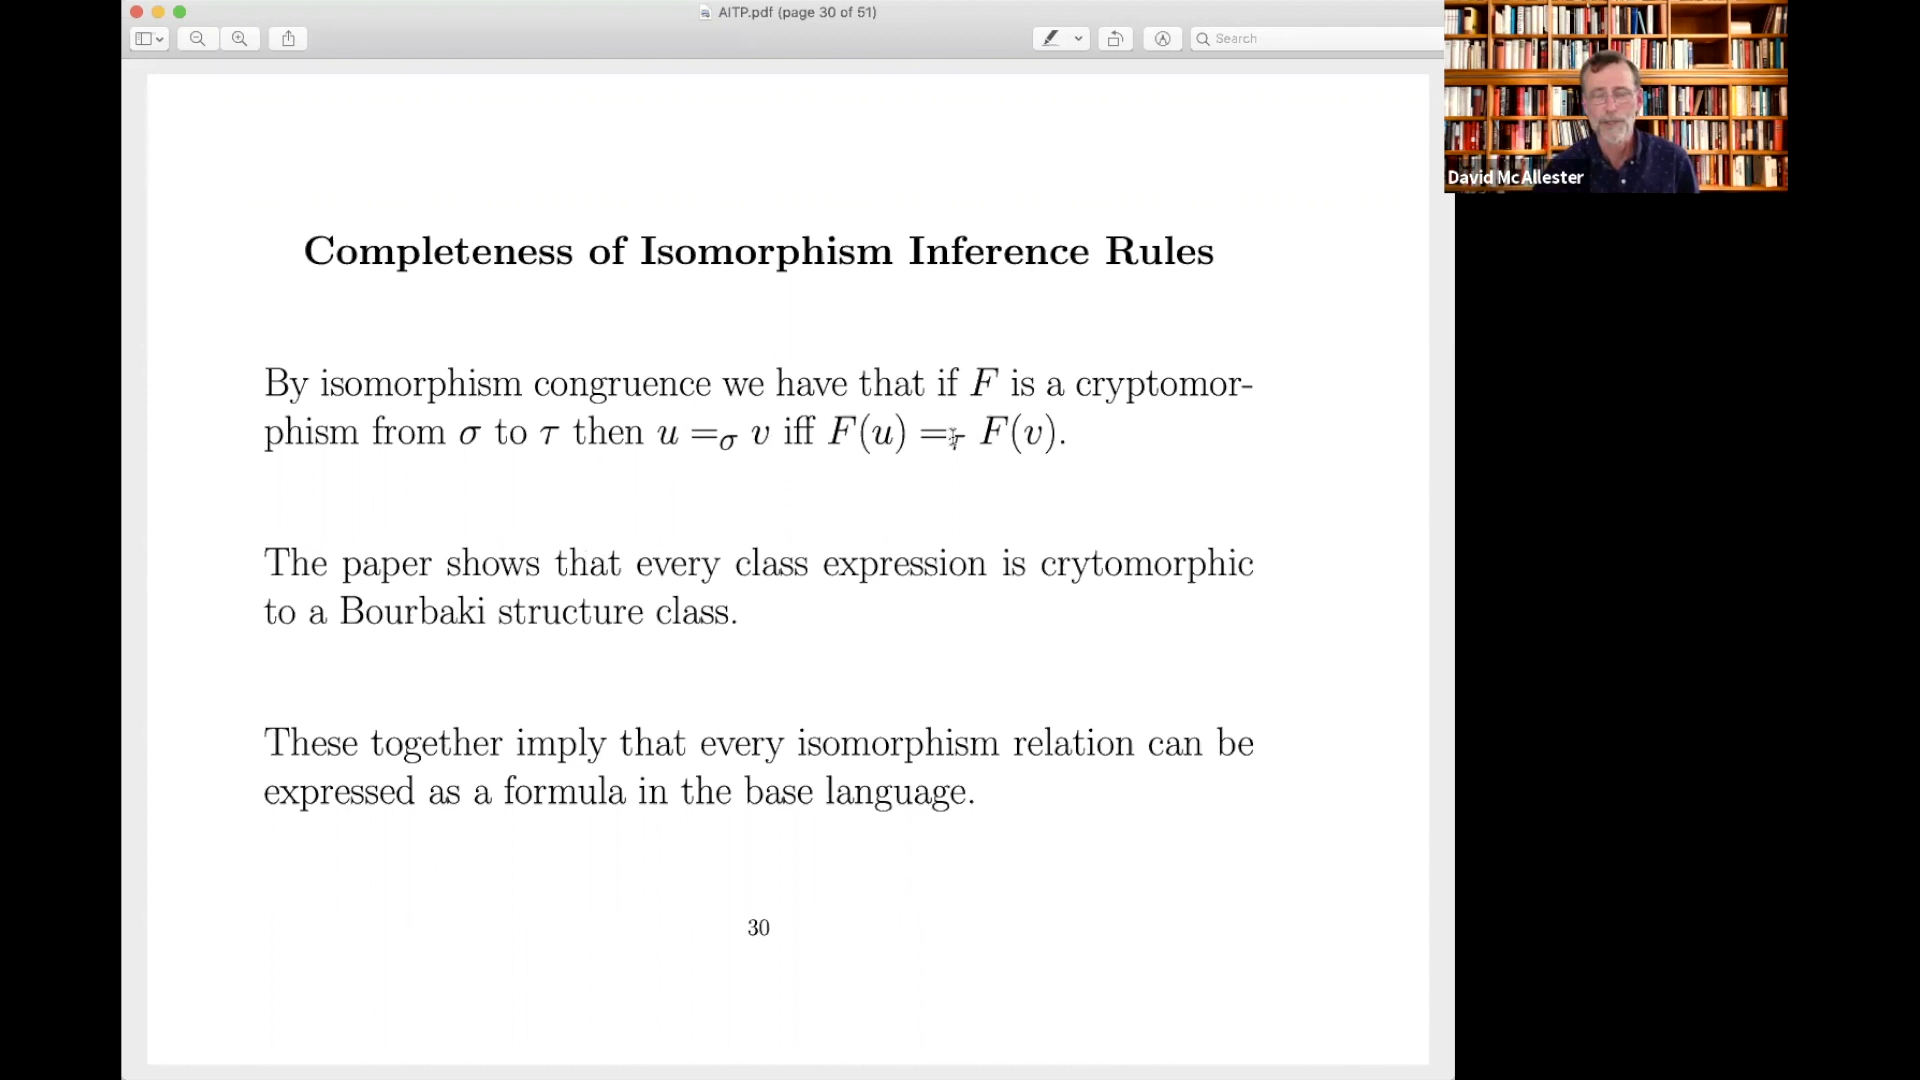 AITP.pdf (page 30 of 51)
Search
David McAllester
Completeness of Isomorphism Inference Rules
By isomorphism congruence we have that if F is a cryptomor-
phism from σ to τ then u =σ v iff F(u) =τ F(v).
The paper shows that every class expression is crytomorphic
to a Bourbaki structure class.
These together imply that every isomorphism relation can be
expressed as a formula in the base language.
30